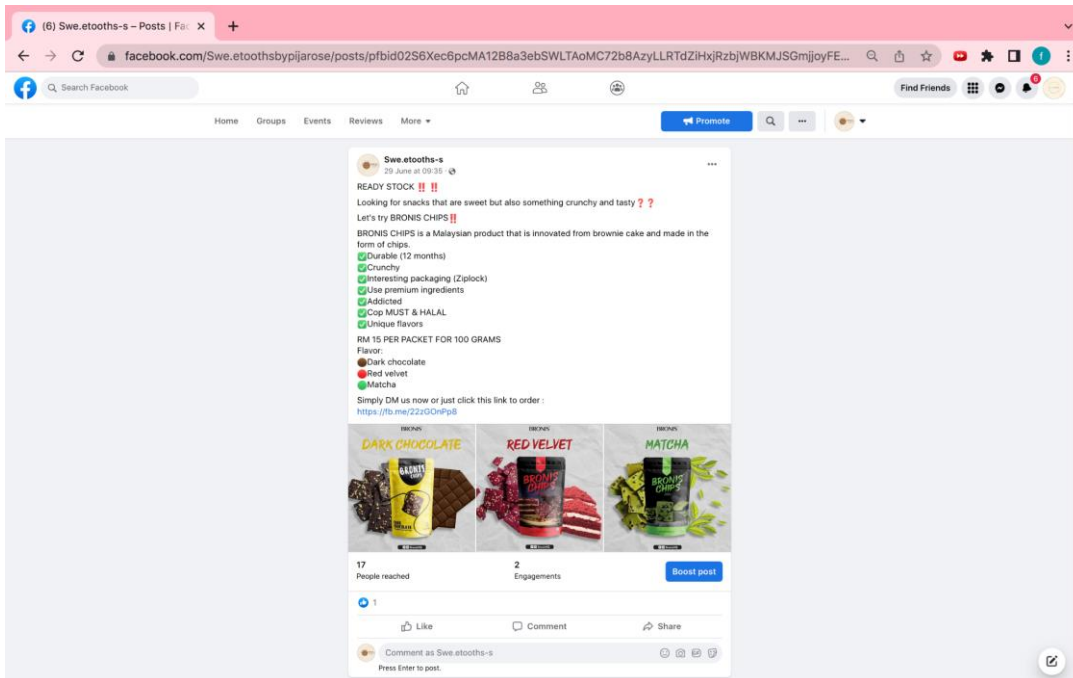 (6) Swe.etooths-s – Posts | Fac
facebook.com/Swe.etoothsbypijarose/posts/pfbid02S6Xec6pcMA12B8a3ebSWLTAoMC72b8AzyLLRTdZiHxjRzbjWBKMJSGmjjoyFE...
f
Search Facebook
Find Friends
6
Home Groups Events Reviews More
Promote
Swe.etooths-s
29 June at 09:35
READY STOCK ‼️ ‼️
Looking for snacks that are sweet but also something crunchy and tasty❓❓
Let's try BRONIS CHIPS‼️
BRONIS CHIPS is a Malaysian product that is innovated from brownie cake and made in the
form of chips.
✅Durable (12 months)
✅Crunchy
✅Interesting packaging (Ziplock)
✅Use premium ingredients
✅Addicted
✅Cop MUST & HALAL
✅Unique flavors
RM 15 PER PACKET FOR 100 GRAMS
Flavor:
🟤Dark chocolate
🔴Red velvet
🟢Matcha
Simply DM us now or just click this link to order :
https://fb.me/22zGOnPp8
BRONIS
DARK CHOCOLATE
BRONIS
CHIPS
BRONIS
RED VELVET
BRONIS
CHIPS
BRONIS
MATCHA
BRONIS
CHIPS
17
People reached
2
Engagements
Boost post
1
Like
Comment
Share
Comment as Swe.etooths-s
Press Enter to post.